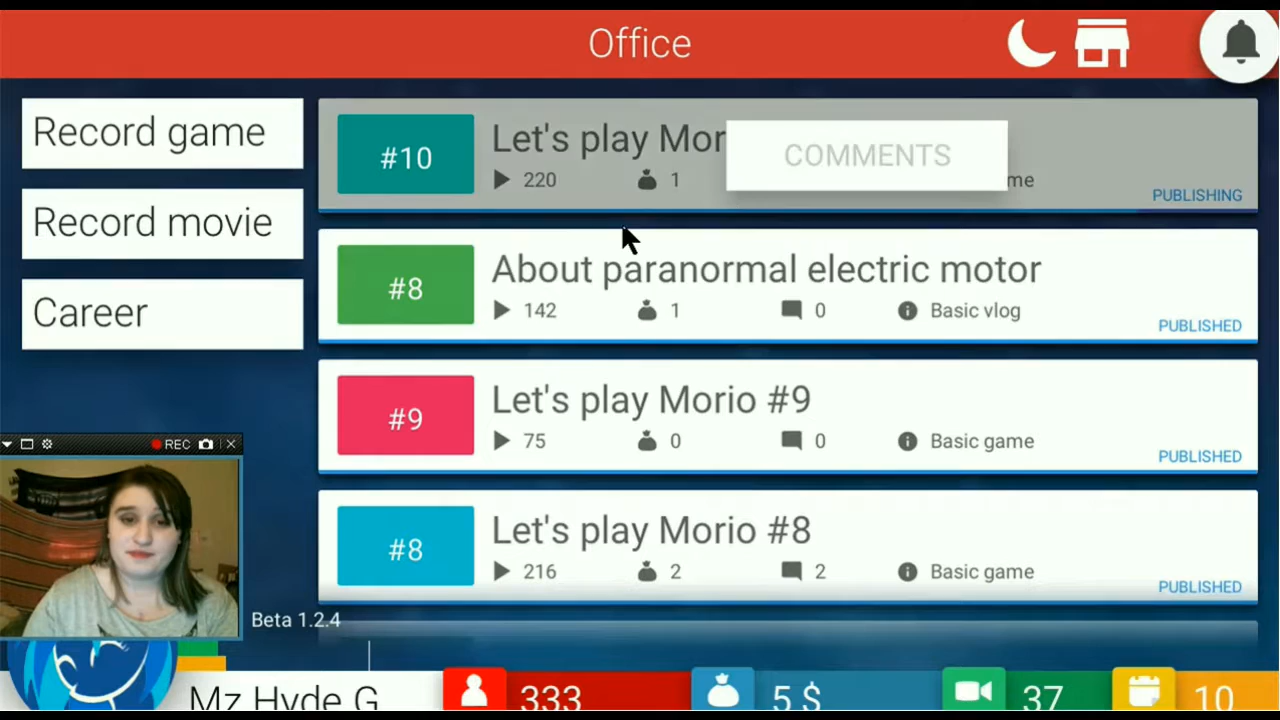 Office
Record game
Record movie
Career
#10
Let's play Mor
COMMENTS
220
1
me
PUBLISHING
#8
About paranormal electric motor
142
1
0
Basic vlog
PUBLISHED
#9
Let's play Morio #9
75
0
0
Basic game
PUBLISHED
#8
Let's play Morio #8
216
2
2
Basic game
PUBLISHED
REC
Beta 1.2.4
Mz Hyde G
333
5 $
37
10